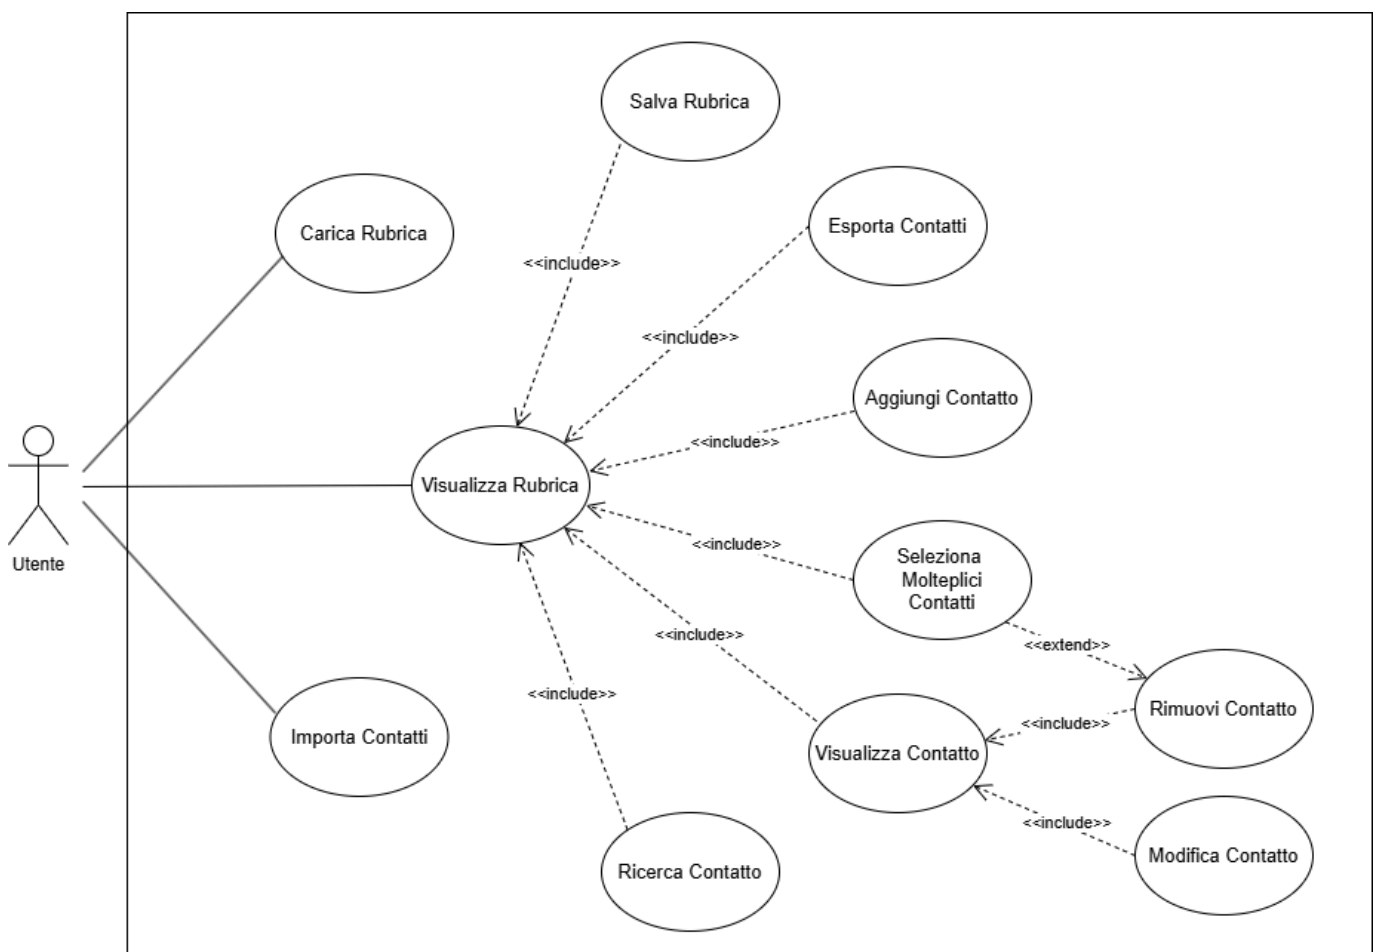 Salva Rubrica
Carica Rubrica
Esporta Contatti
<<include>>
<<include>>
Aggiungi Contatto
<<include>>
Visualizza Rubrica
Utente
<<include>>
Seleziona
Molteplici
Contatti
<<include>>
<<extend>>
<<include>>
Rimuovi Contatto
<<include>>
Importa Contatti
Visualizza Contatto
<<include>>
Modifica Contatto
Ricerca Contatto